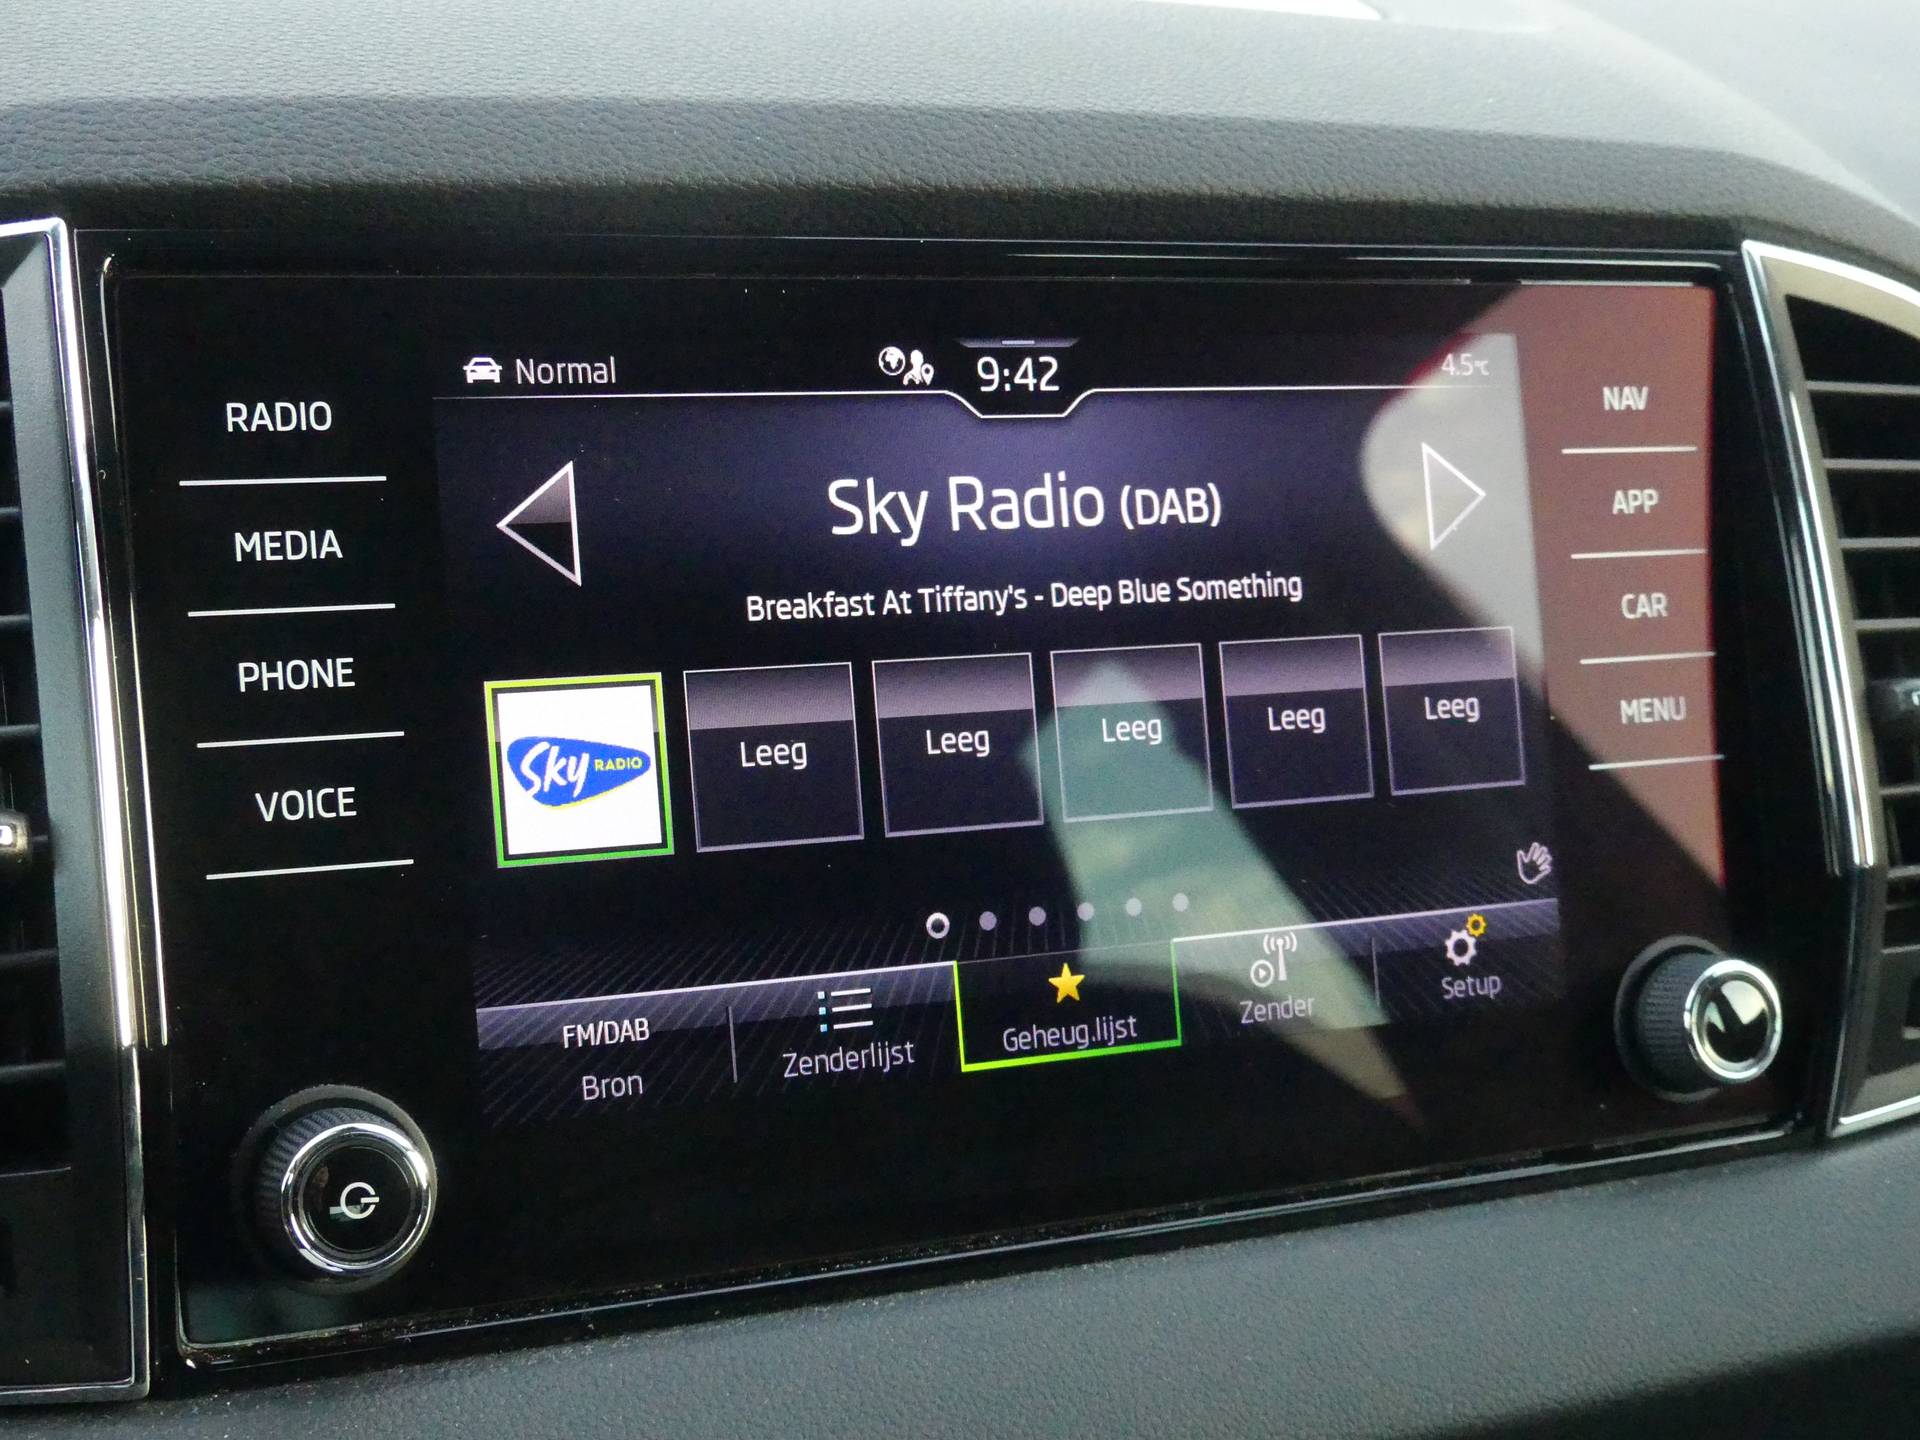 Normal
9:42
4.5°C
RADIO
MEDIA
PHONE
VOICE
NAV
APP
CAR
MENU
Sky Radio (DAB)
Breakfast At Tiffany's - Deep Blue Something
Sky RADIO
Leeg
Leeg
Leeg
Leeg
Leeg
FM/DAB
Bron
Zenderlijst
Geheug.lijst
Zender
Setup